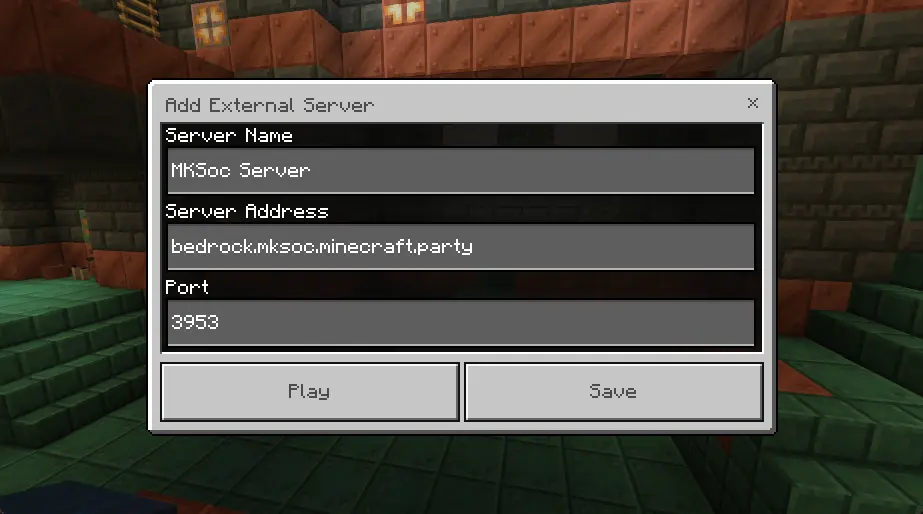 Add External Server
Server Name
MKSoc Server
Server Address
bedrock.mksoc.minecraft.party
Port
3953
Play
Save